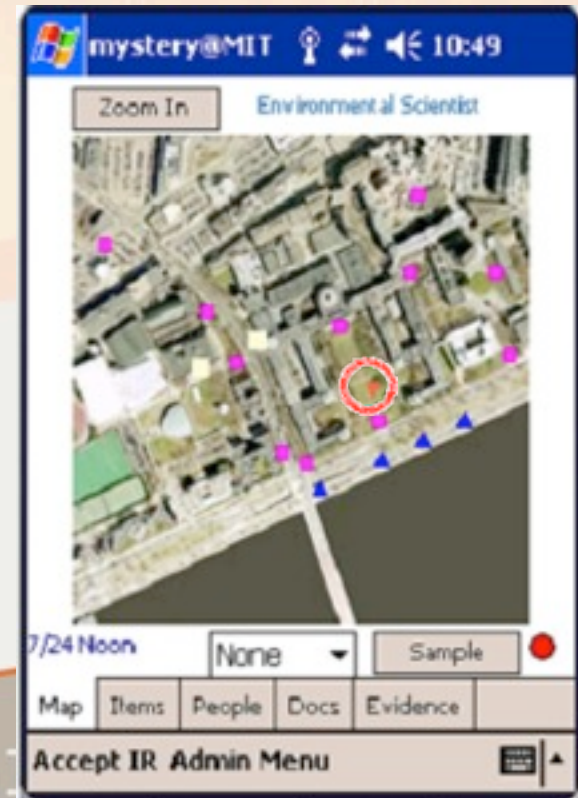 mystery@MIT 10:49
Zoom In Environmental Scientist
7/24 Noon None Sample
Map Items People Docs Evidence
Accept IR Admin Menu